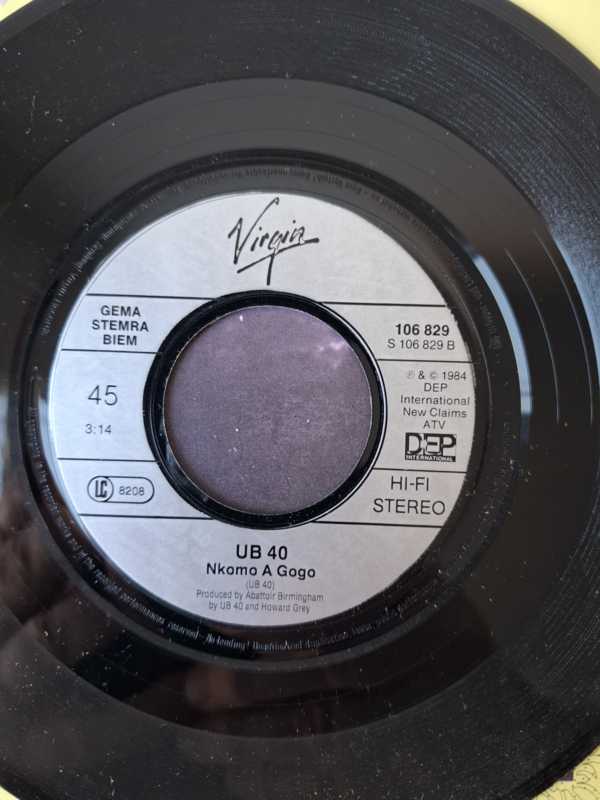 Virgin
GEMA
STEMRA
BIEM
106 829
S 106 829 B
45
3:14
℗ & © 1984
DEP
International
New Claims
ATV
DEP
INTERNATIONAL
LC 8208
HI-FI
STEREO
UB 40
Nkomo A Gogo
(UB 40)
Produced by Abattoir Birmingham
by UB 40 and Howard Grey